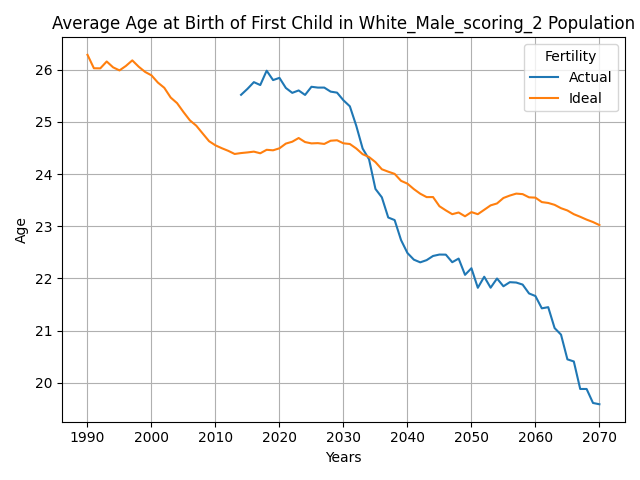 Average Age at Birth of First Child in White_Male_scoring_2 Population
Fertility
Actual
Ideal
26
25
24
23
22
21
20
Age
1990 2000 2010 2020 2030 2040 2050 2060 2070
Years